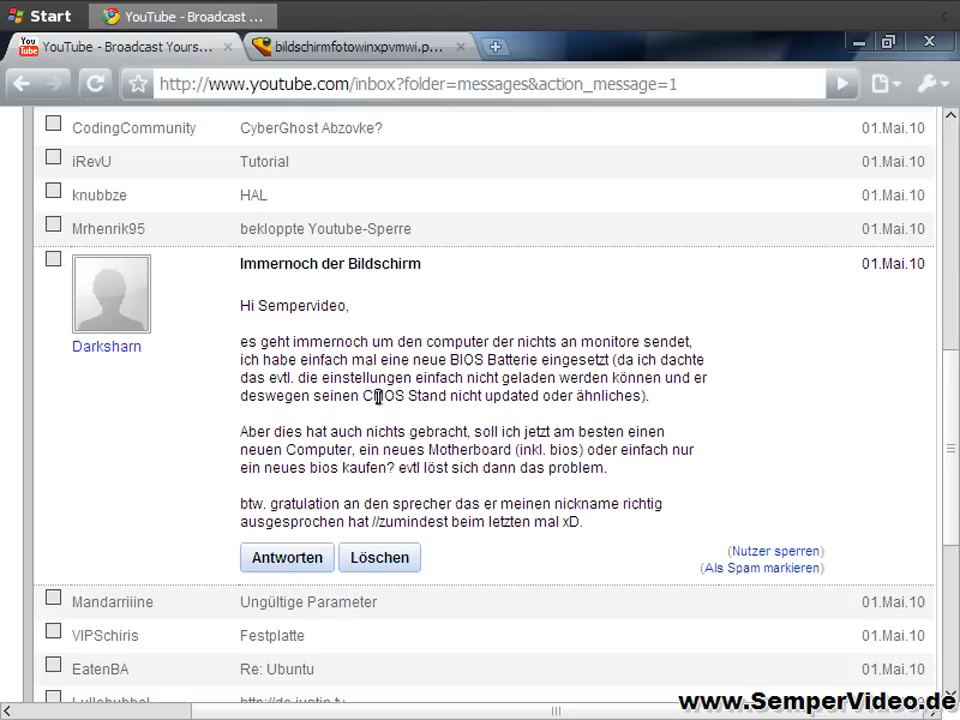 Start
YouTube - Broadcast ...
You Tube
YouTube - Broadcast Yours...
bildschirmfotowinxpvmwi.p...
http://www.youtube.com/inbox?folder=messages&action_message=1
CodingCommunity CyberGhost Abzovke? 01.Mai.10
iRevU Tutorial 01.Mai.10
knubbze HAL 01.Mai.10
Mrhenrik95 bekloppte Youtube-Sperre 01.Mai.10
Immernoch der Bildschirm 01.Mai.10
Hi Sempervideo,
Darksharn
es geht immernoch um den computer der nichts an monitore sendet,
ich habe einfach mal eine neue BIOS Batterie eingesetzt (da ich dachte
das evtl. die einstellungen einfach nicht geladen werden können und er
deswegen seinen CMOS Stand nicht updated oder ähnliches).
Aber dies hat auch nichts gebracht, soll ich jetzt am besten einen
neuen Computer, ein neues Motherboard (inkl. bios) oder einfach nur
ein neues bios kaufen? evtl löst sich dann das problem.
btw. gratulation an den sprecher das er meinen nickname richtig
ausgesprochen hat //zumindest beim letzten mal xD.
Antworten Löschen (Nutzer sperren)
(Als Spam markieren)
Mandarriiine Ungültige Parameter 01.Mai.10
VIPSchiris Festplatte 01.Mai.10
EatenBA Re: Ubuntu 01.Mai.10
www.SemperVideo.de